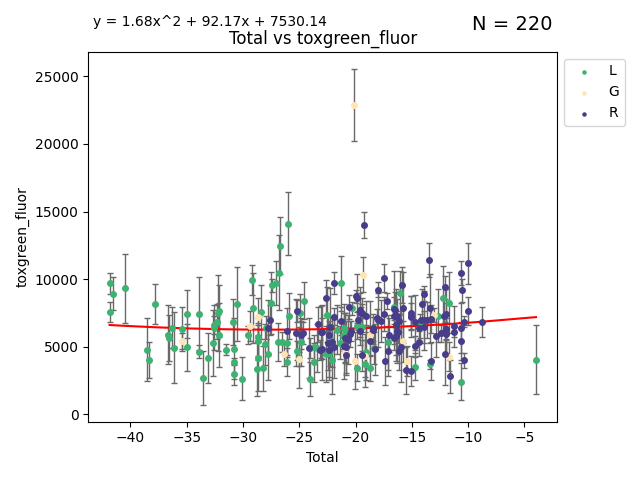 y = 1.68x^2 + 92.17x + 7530.14
N = 220
Total vs toxgreen_fluor
25000
20000
15000
10000
5000
0
toxgreen_fluor
−40
−35
−30
−25
−20
−15
−10
−5
Total
L
G
R